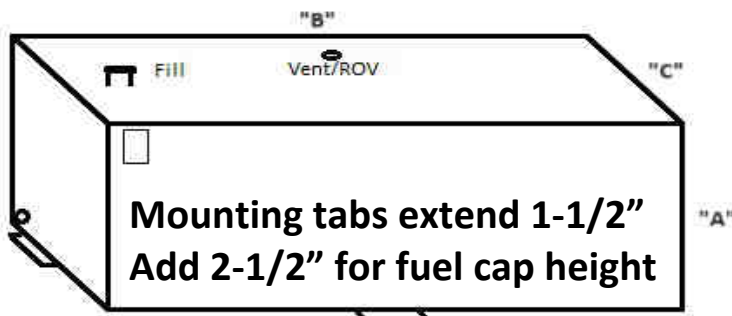 "B"
Fill
Vent/ROV
"C"
Mounting tabs extend 1-1/2”
"A"
Add 2-1/2” for fuel cap height